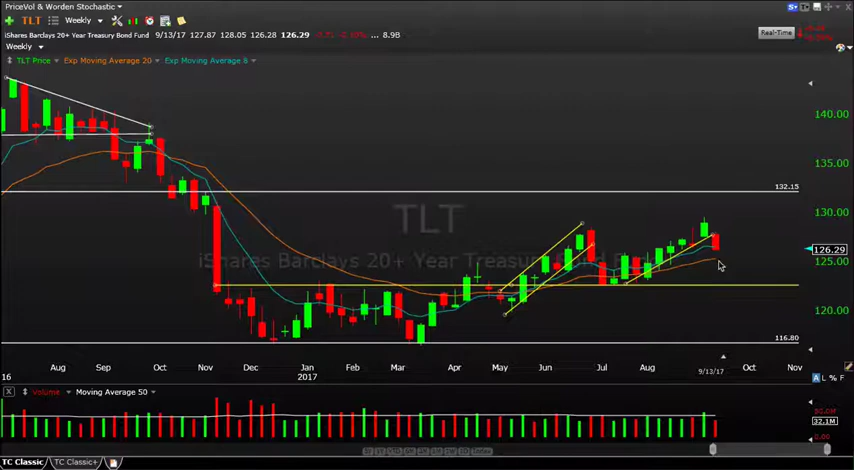 PriceVol & Worden Stochastic
TLT Weekly
iShares Barclays 20+ Year Treasury Bond Fund 9/13/17 127.87 128.05 126.28 126.29 ... 8.98
Real-Time
Weekly
TLT Price Exp Moving Average 20 Exp Moving Average 8
140.00
135.00
132.15
130.00
TLT
126.29
iShares Barclays 20+ Year Treasury Bond Fund
125.00
120.00
116.80
Aug Sep Oct Nov Dec Jan Feb Mar Apr May Jun Jul Aug 9/13/17 Oct Nov
16 2017
A L % F
X Volume Moving Average 50
32.1M
TC Classic TC Classic+